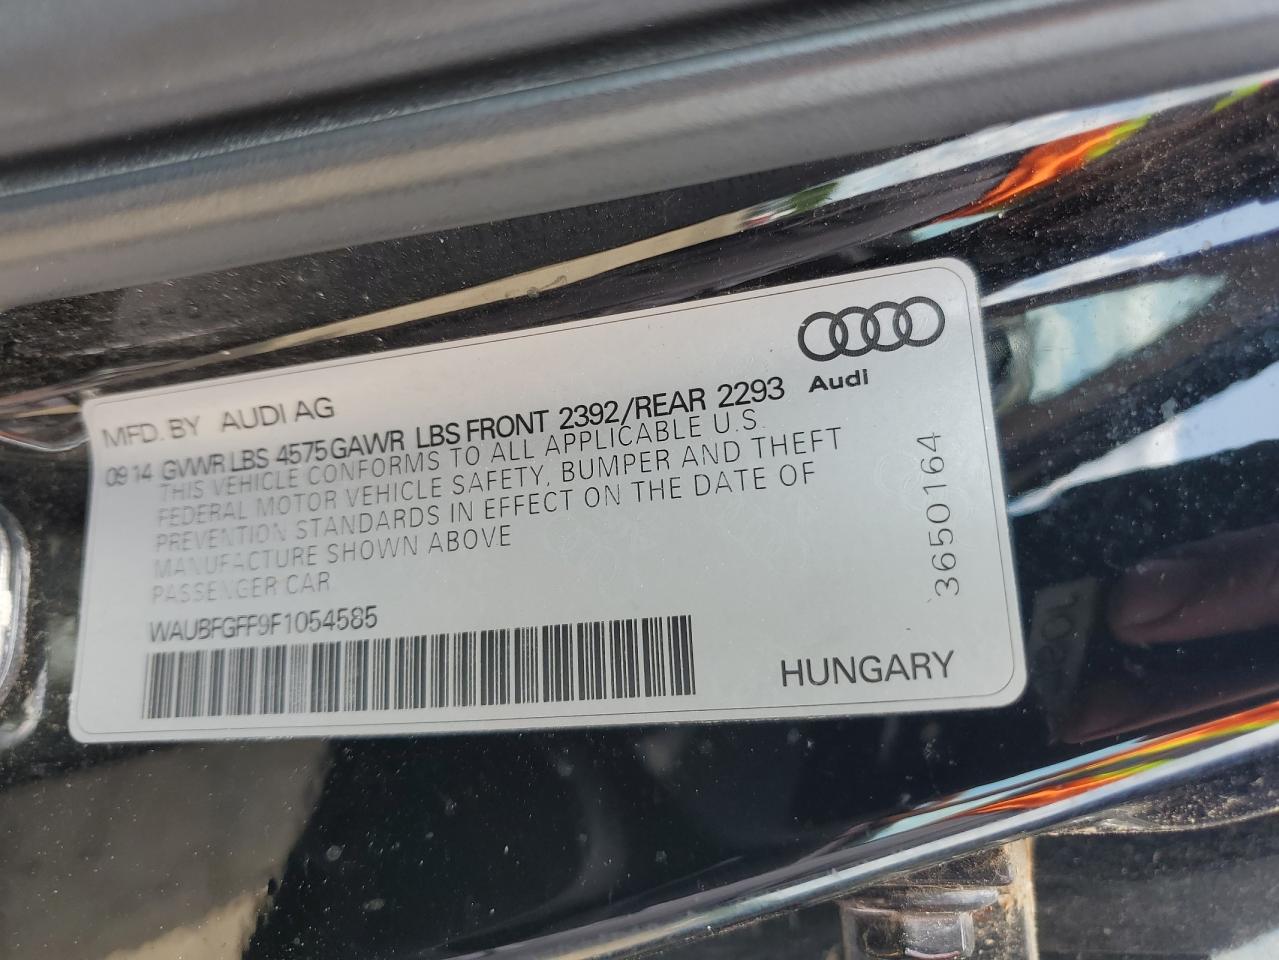 MFD. BY AUDI AG
09 14 GVWR LBS 4575 GAWR LBS FRONT 2392/REAR 2293
THIS VEHICLE CONFORMS TO ALL APPLICABLE U.S.
FEDERAL MOTOR VEHICLE SAFETY, BUMPER AND THEFT
PREVENTION STANDARDS IN EFFECT ON THE DATE OF
MANUFACTURE SHOWN ABOVE
PASSENGER CAR
WAUBFGFF9F1054585
Audi
3650164
HUNGARY